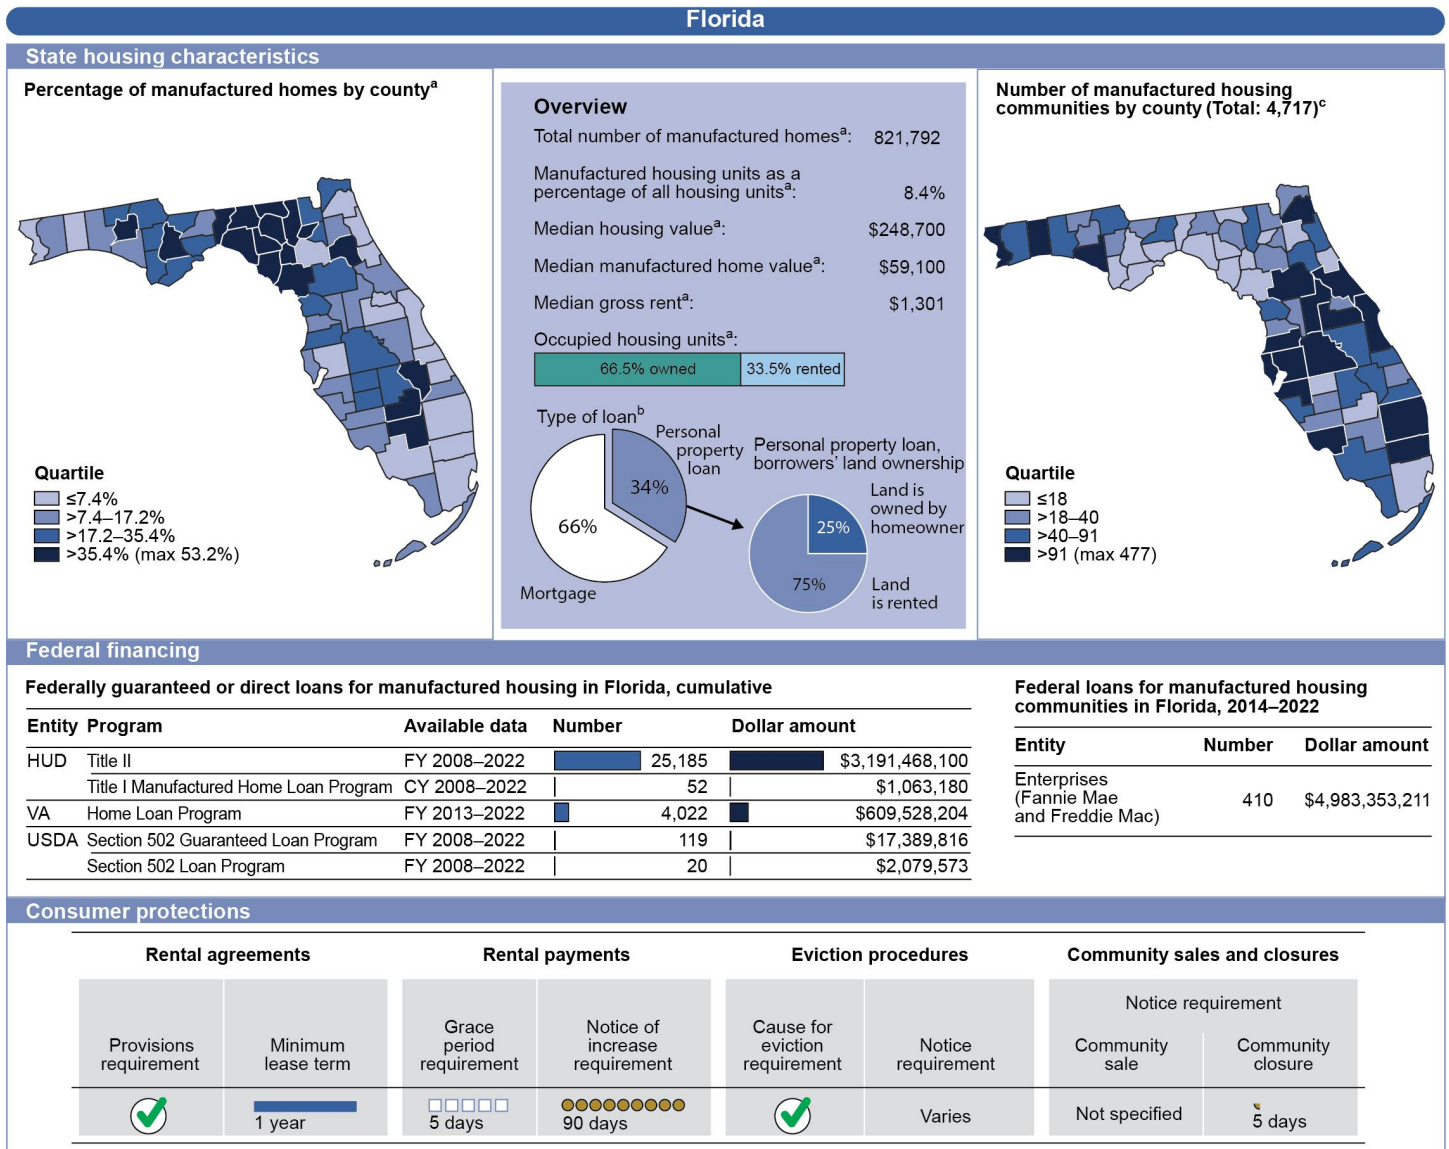 Florida
State housing characteristics
Percentage of manufactured homes by countyᵃ
Quartile
≤7.4%
>7.4–17.2%
>17.2–35.4%
>35.4% (max 53.2%)
Overview
Total number of manufactured homesᵃ: 821,792
Manufactured housing units as a
percentage of all housing unitsᵃ: 8.4%
Median housing valueᵃ: $248,700
Median manufactured home valueᵃ: $59,100
Median gross rentᵃ: $1,301
Occupied housing unitsᵃ:
66.5% owned 33.5% rented
Type of loanᵇ
Personal
property
loan
34%
66%
Mortgage
Personal property loan,
borrowers' land ownership
Land is
owned by
homeowner
25%
75%
Land
is rented
Number of manufactured housing
communities by county (Total: 4,717)ᶜ
Quartile
≤18
>18–40
>40–91
>91 (max 477)
Federal financing
Federally guaranteed or direct loans for manufactured housing in Florida, cumulative
Entity Program Available data Number Dollar amount
HUD Title II FY 2008–2022 25,185 $3,191,468,100
Title I Manufactured Home Loan Program CY 2008–2022 52 $1,063,180
VA Home Loan Program FY 2013–2022 4,022 $609,528,204
USDA Section 502 Guaranteed Loan Program FY 2008–2022 119 $17,389,816
Section 502 Loan Program FY 2008–2022 20 $2,079,573
Federal loans for manufactured housing
communities in Florida, 2014–2022
Entity Number Dollar amount
Enterprises
(Fannie Mae
and Freddie Mac) 410 $4,983,353,211
Consumer protections
Rental agreements Rental payments Eviction procedures Community sales and closures
Notice requirement
Provisions
requirement
Minimum
lease term
Grace
period
requirement
Notice of
increase
requirement
Cause for
eviction
requirement
Notice
requirement
Community
sale
Community
closure
1 year
5 days
90 days
Varies
Not specified
5 days